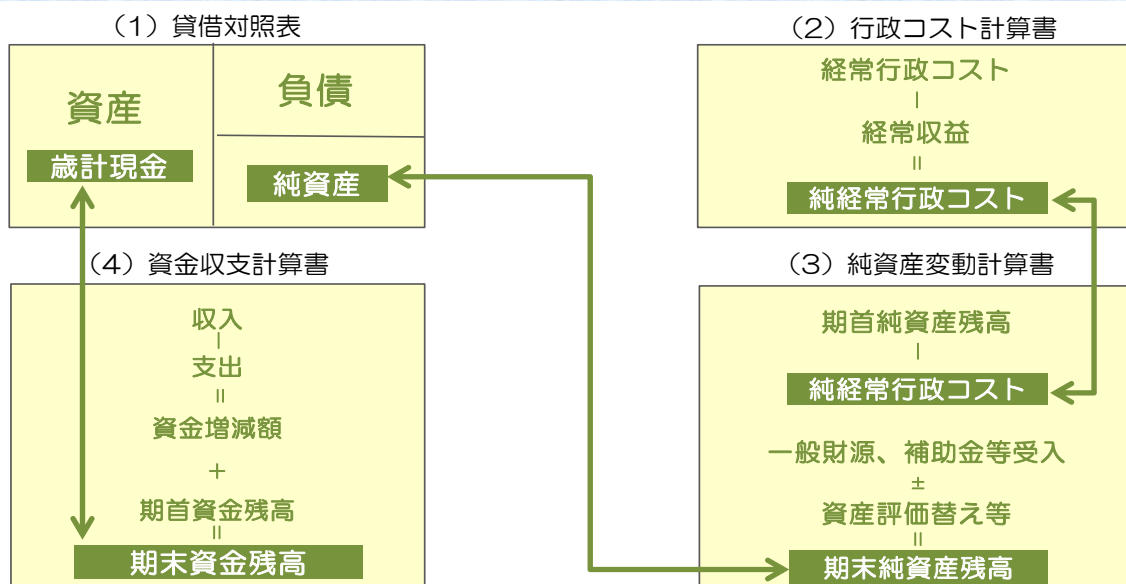 (1)貸借対照表
資産
歳計現金
負債
純資産
(2)行政コスト計算書
経常行政コスト
－
経常収益
＝
純経常行政コスト
(4)資金収支計算書
収入
－
支出
＝
資金増減額
＋
期首資金残高
＝
期末資金残高
(3)純資産変動計算書
期首純資産残高
－
純経常行政コスト
一般財源、補助金等受入
±
資産評価替え等
＝
期末純資産残高